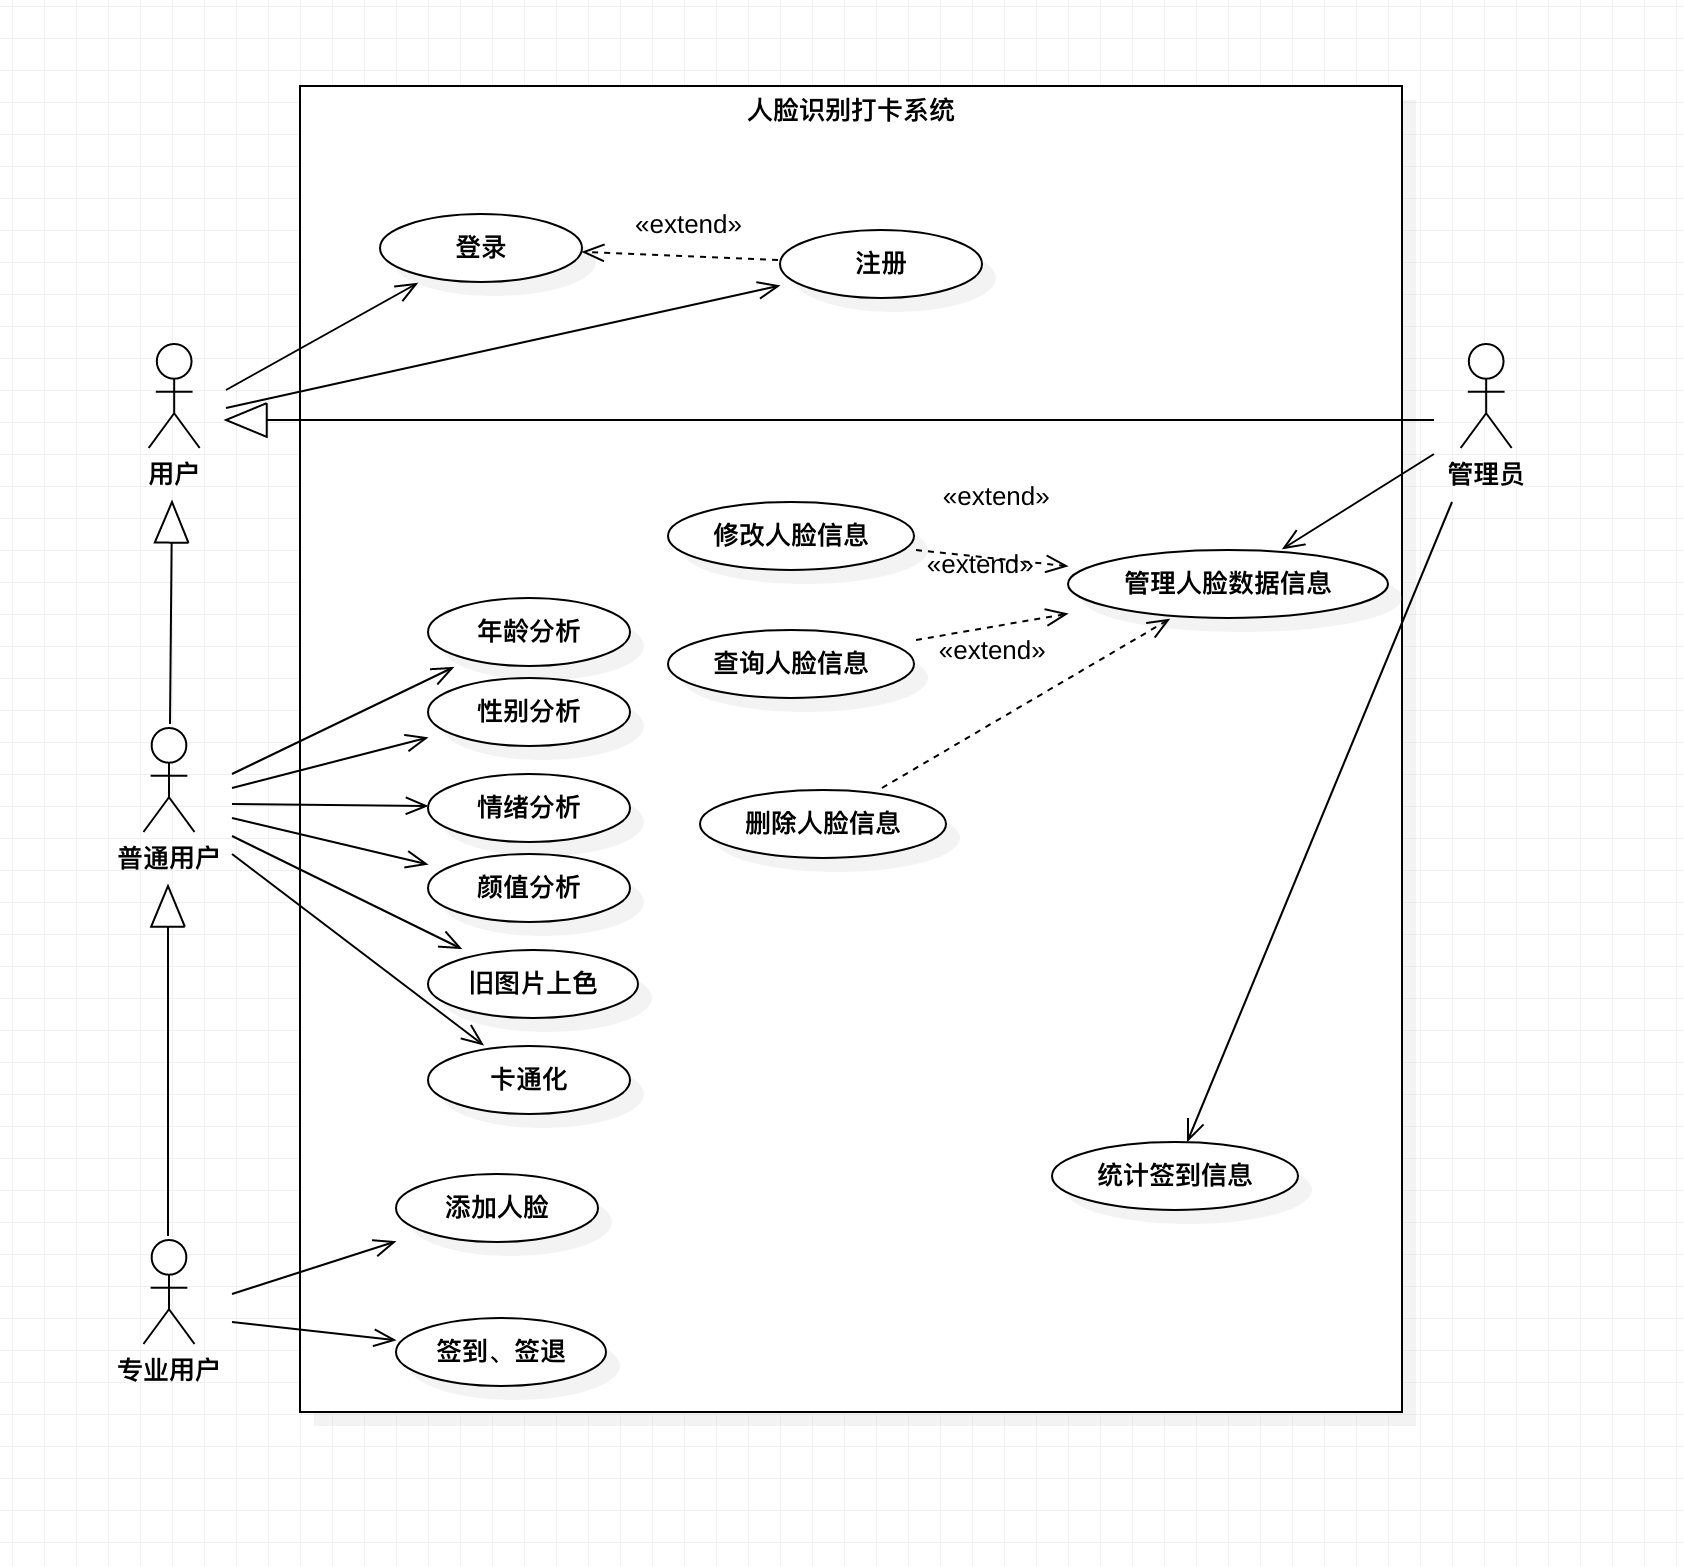 人脸识别打卡系统
«extend»
登录
注册
用户
管理员
«extend»
修改人脸信息
«extend»
管理人脸数据信息
年龄分析
查询人脸信息
«extend»
性别分析
情绪分析
删除人脸信息
普通用户
颜值分析
旧图片上色
卡通化
统计签到信息
添加人脸
签到、签退
专业用户